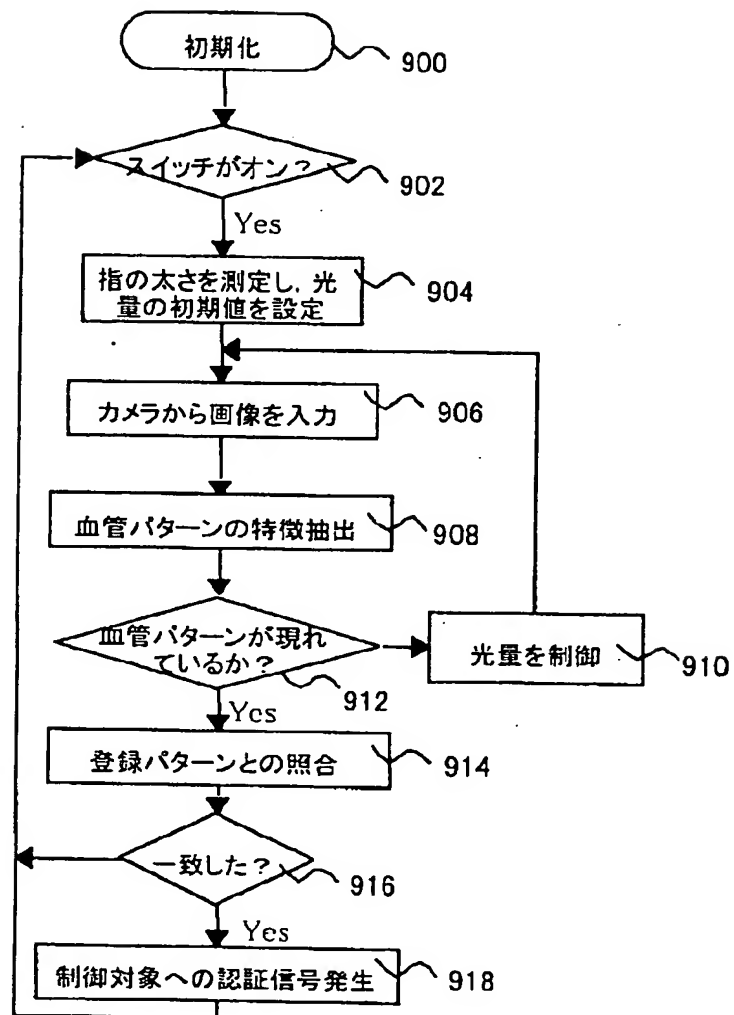 初期化
900
スイッチがオン?
902
Yes
指の太さを測定し,光
量の初期値を設定
904
カメラから画像を入力
906
血管パターンの特徴抽出
908
血管パターンが現れ
ているか?
912
光量を制御
910
Yes
登録パターンとの照合
914
一致した?
916
Yes
制御対象への認証信号発生
918